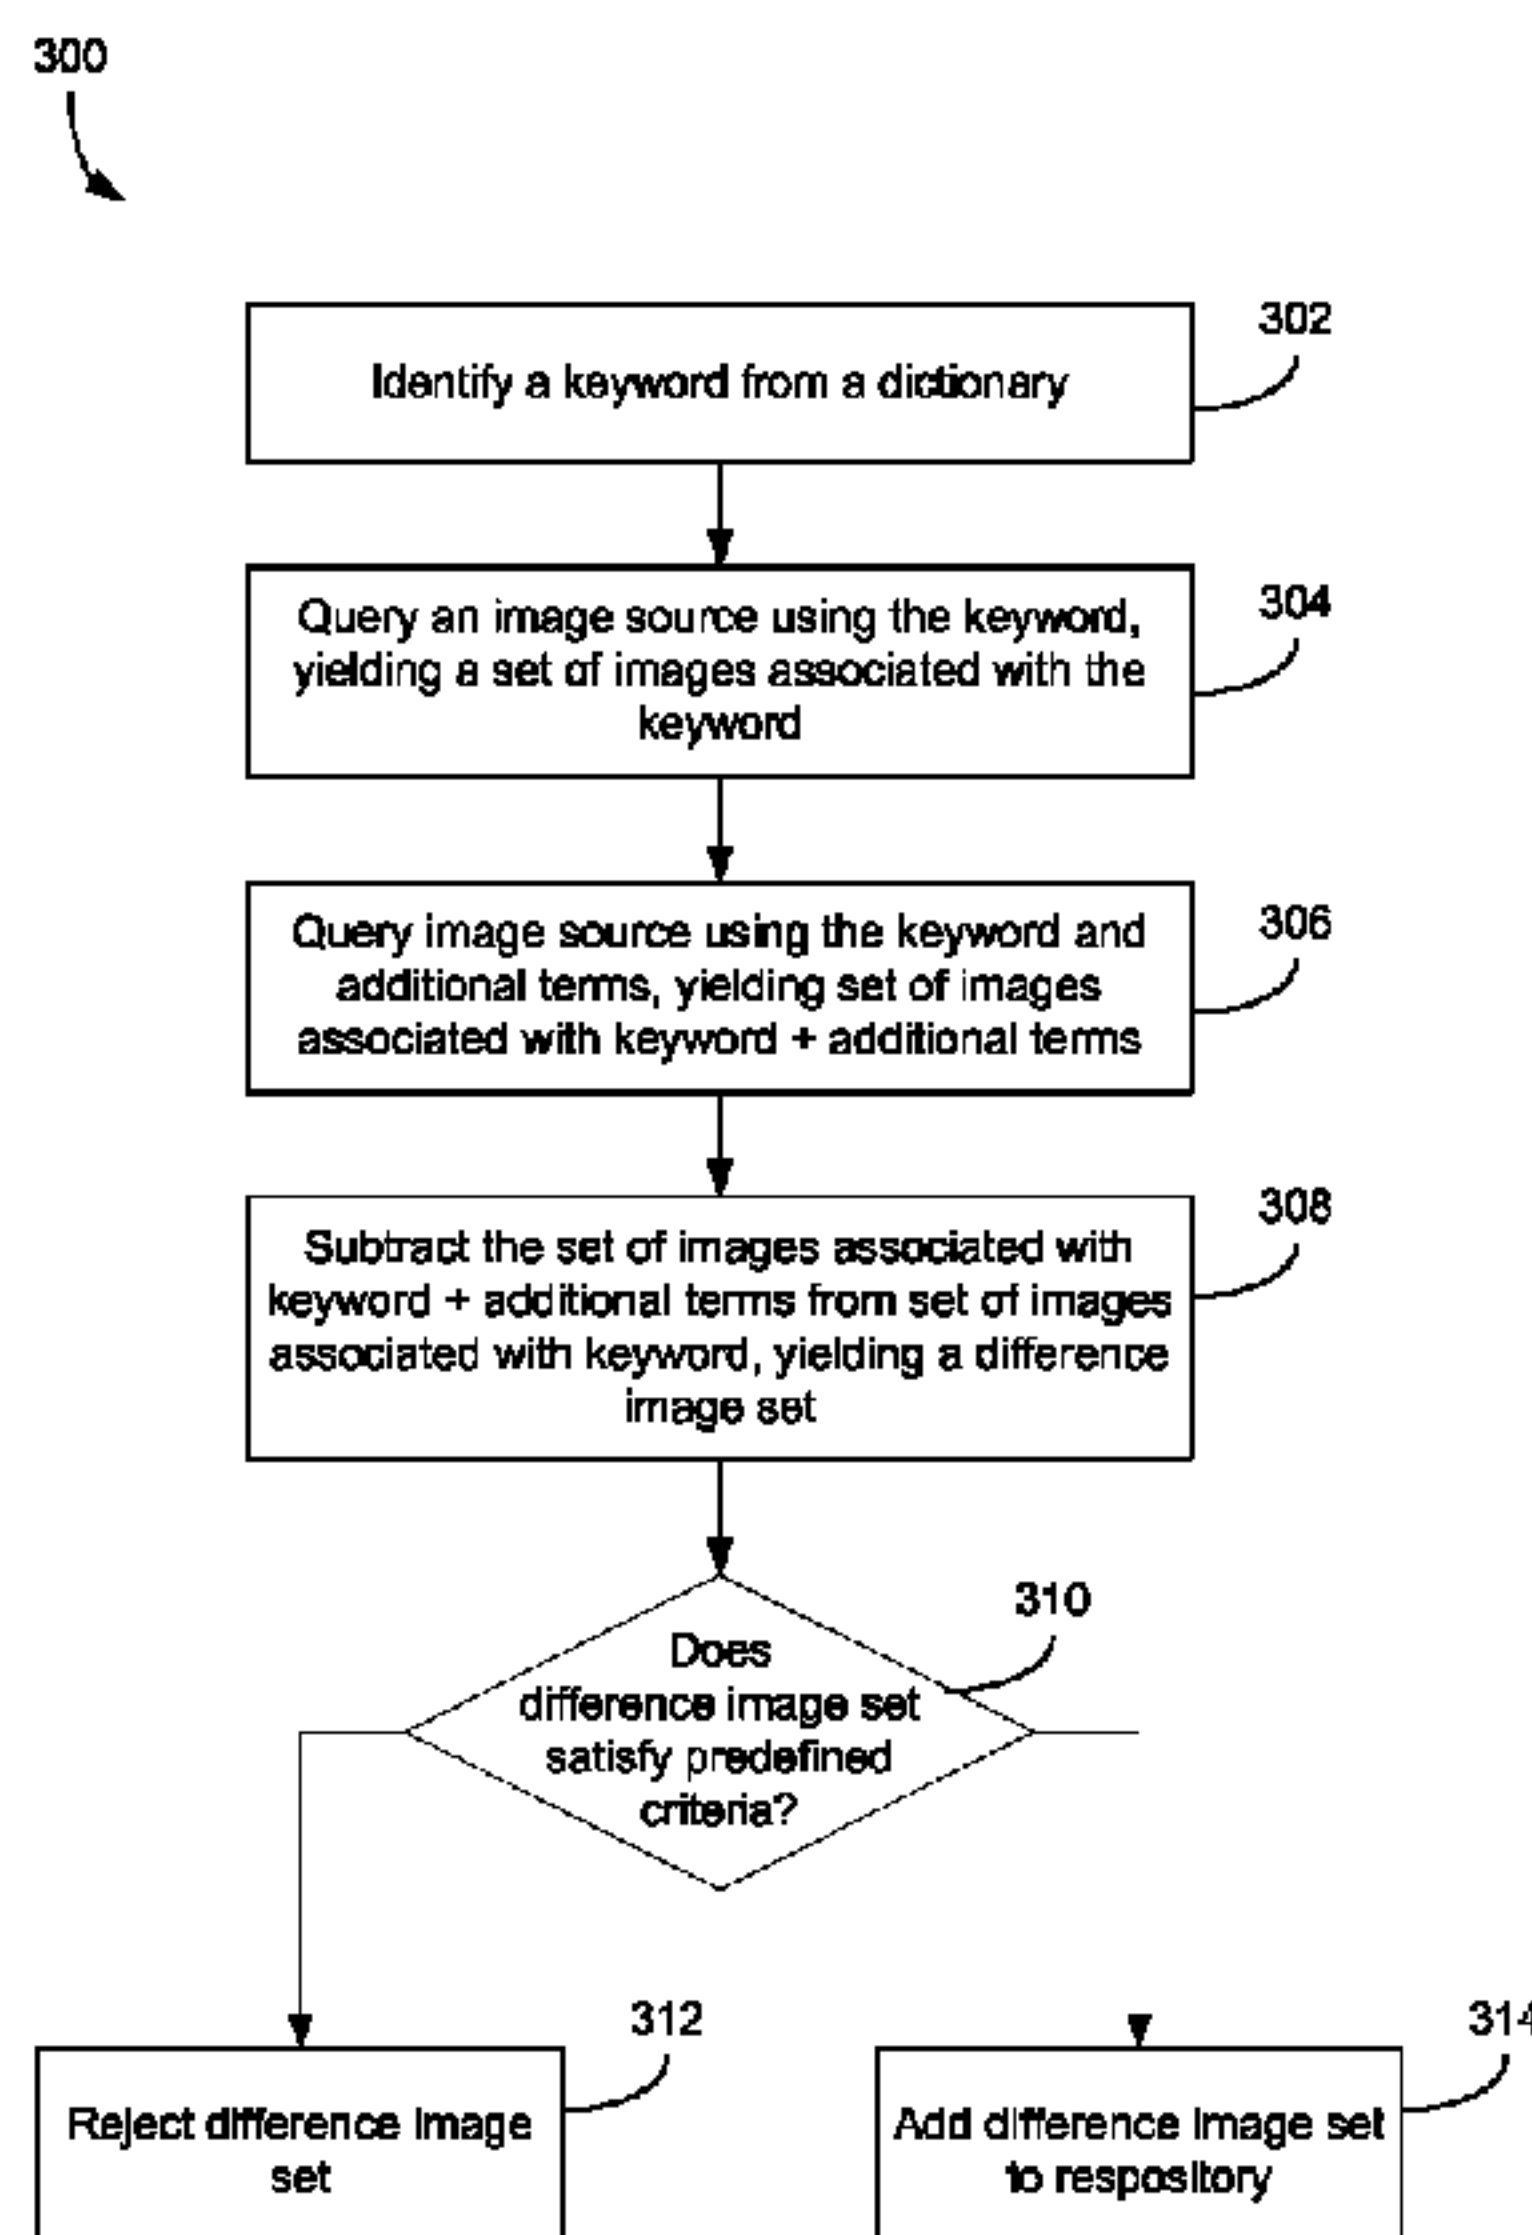 300
302
Identify a keyword from a dictionary
304
Query an image source using the keyword,
yielding a set of images associated with the
keyword
306
Query image source using the keyword and
additional terms, yielding set of images
associated with keyword + additional terms
308
Subtract the set of images associated with
keyword + additional terms from set of images
associated with keyword, yielding a difference
image set
310
Does
difference image set
satisfy predefined
criteria?
312
Reject difference image
set
314
Add difference image set
to respository